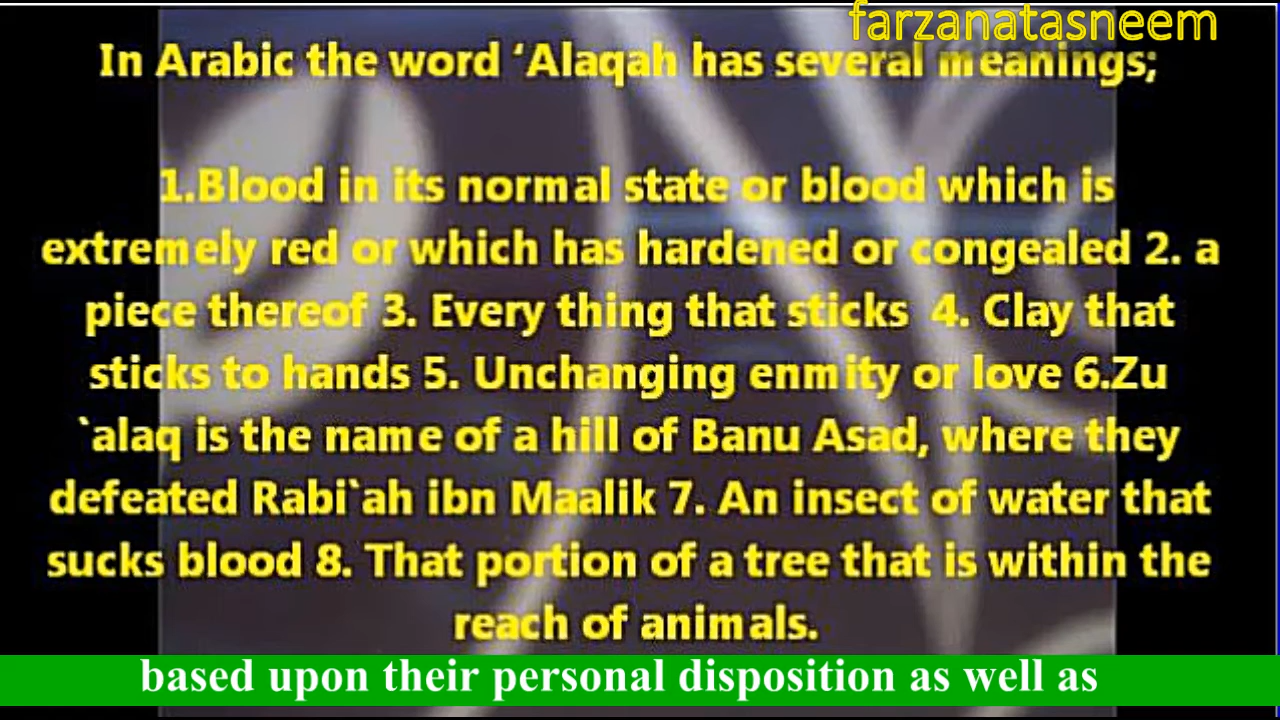 farzanatasneem
In Arabic the word ‘Alaqah has several meanings;
1.Blood in its normal state or blood which is
extremely red or which has hardened or congealed 2. a
piece thereof 3. Every thing that sticks 4. Clay that
sticks to hands 5. Unchanging enmity or love 6.Zu
`alaq is the name of a hill of Banu Asad, where they
defeated Rabi`ah ibn Maalik 7. An insect of water that
sucks blood 8. That portion of a tree that is within the
reach of animals.
based upon their personal disposition as well as